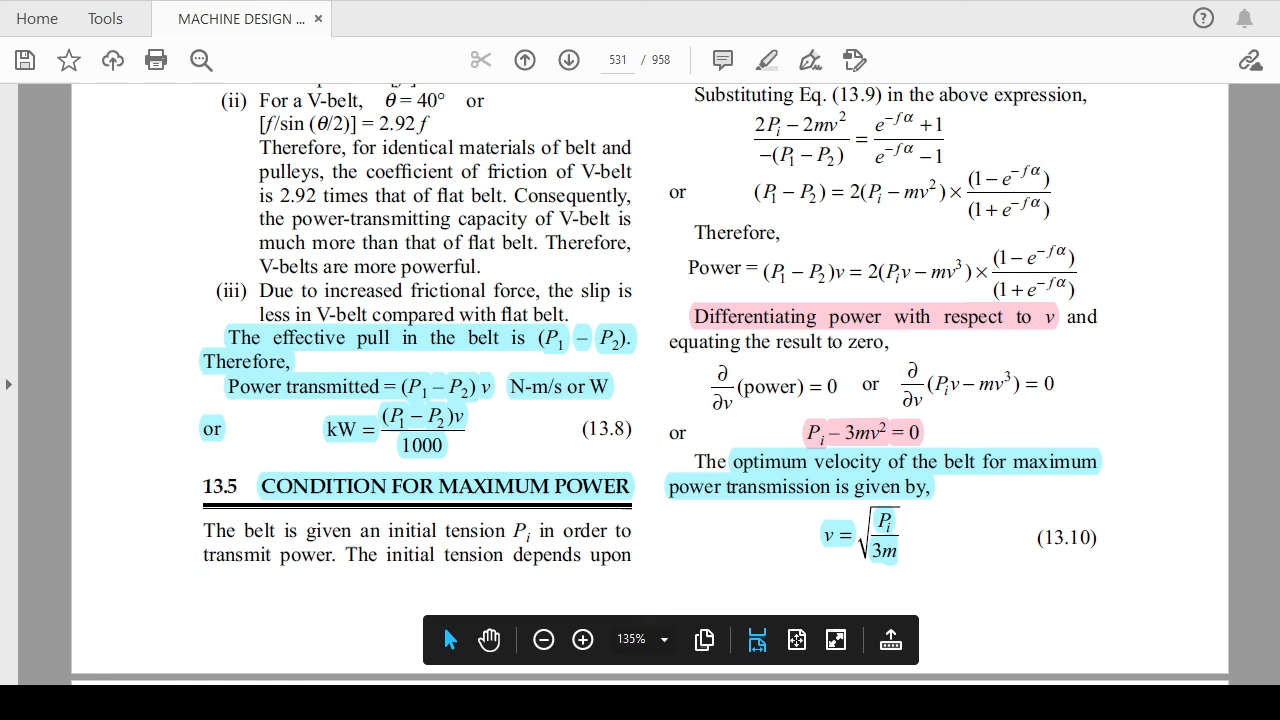 Home
Tools
MACHINE DESIGN ... ×
531 / 958
(ii) For a V-belt, θ = 40° or
[f/sin (θ/2)] = 2.92 f
Therefore, for identical materials of belt and
pulleys, the coefficient of friction of V-belt
is 2.92 times that of flat belt. Consequently,
the power-transmitting capacity of V-belt is
much more than that of flat belt. Therefore,
V-belts are more powerful.
(iii) Due to increased frictional force, the slip is
less in V-belt compared with flat belt.
The effective pull in the belt is (P₁ – P₂).
Therefore,
Power transmitted = (P₁ – P₂) v N-m/s or W
or kW = (P₁ – P₂)v / 1000 (13.8)
13.5 CONDITION FOR MAXIMUM POWER
The belt is given an initial tension Pᵢ in order to
transmit power. The initial tension depends upon
Substituting Eq. (13.9) in the above expression,
(2Pᵢ – 2mv²) / (–(P₁ – P₂)) = (e^(–fα) + 1) / (e^(–fα) – 1)
or (P₁ – P₂) = 2(Pᵢ – mv²) × (1 – e^(–fα)) / (1 + e^(–fα))
Therefore,
Power = (P₁ – P₂)v = 2(Pᵢv – mv³) × (1 – e^(–fα)) / (1 + e^(–fα))
Differentiating power with respect to v and
equating the result to zero,
∂/∂v (power) = 0 or ∂/∂v (Pᵢv – mv³) = 0
or Pᵢ – 3mv² = 0
The optimum velocity of the belt for maximum
power transmission is given by,
v = √(Pᵢ / 3m) (13.10)
135%